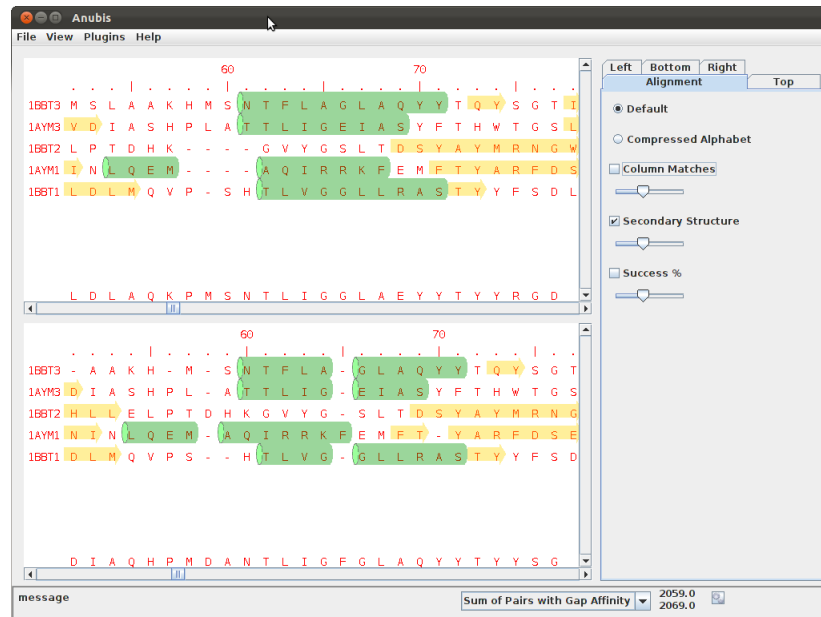 Anubis
File View Plugins Help
60 70
1BBT3 M S L A A K H M S N T F L A G L A Q Y Y T Q Y S G T I
1AYM3 V D I A S H P L A T T L I G E I A S Y F T H W T G S L
1BBT2 L P T D H K - - - - G V Y G S L T D S Y A Y M R N G W
1AYM1 I N L Q E M - - - - A Q I R R K F E M F T Y A R F D S
1BBT1 L D L M Q V P - S H T L V G G L L R A S T Y Y F S D L
L D L A Q K P M S N T L I G G L A E Y Y T Y Y R G D
60 70
1BBT3 - A A K H - M - S N T F L A - G L A Q Y Y T Q Y S G T
1AYM3 D I A S H P L - A T T L I G - E I A S Y F T H W T G S
1BBT2 H L L E L P T D H K G V Y G - S L T D S Y A Y M R N G
1AYM1 N I N L Q E M - A Q I R R K F E M F T - Y A R F D S E
1BBT1 D L M Q V P S - - H T L V G - G L L R A S T Y Y F S D
D I A Q H P M D A N T L I G F G L A Q Y Y T Y Y S G
Left Bottom Right
Alignment Top
Default
Compressed Alphabet
Column Matches
Secondary Structure
Success %
message
Sum of Pairs with Gap Affinity
2059.0
2069.0